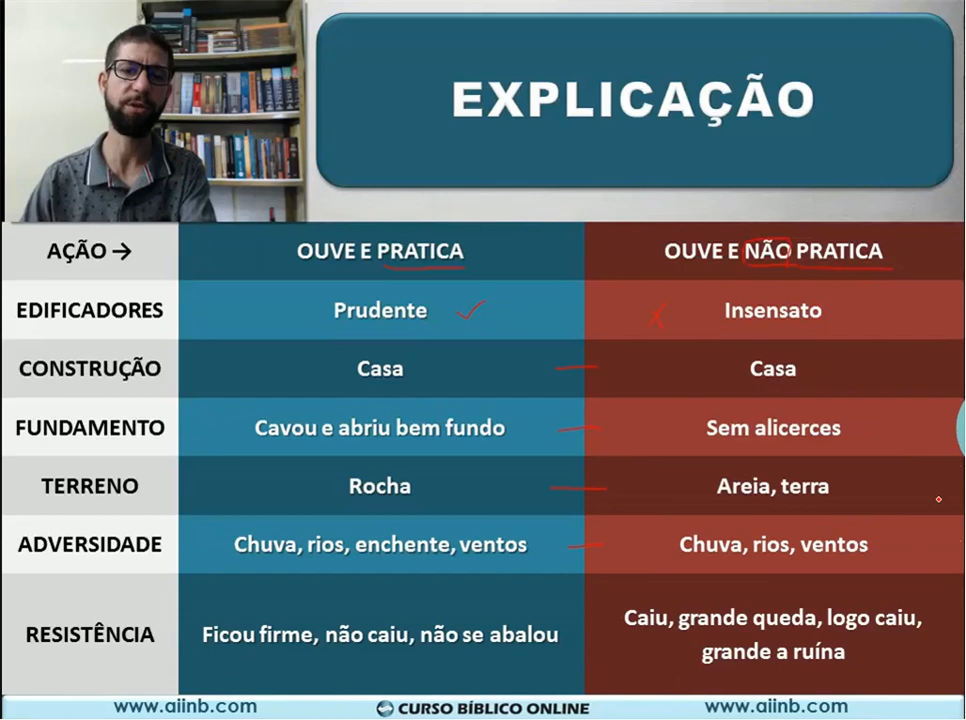 EXPLICAÇÃO
AÇÃO → OUVE E PRATICA OUVE E NÃO PRATICA
EDIFICADORES Prudente Insensato
CONSTRUÇÃO Casa Casa
FUNDAMENTO Cavou e abriu bem fundo Sem alicerces
TERRENO Rocha Areia, terra
ADVERSIDADE Chuva, rios, enchente, ventos Chuva, rios, ventos
RESISTÊNCIA Ficou firme, não caiu, não se abalou Caiu, grande queda, logo caiu,
grande a ruína
www.aiinb.com CURSO BÍBLICO ONLINE www.aiinb.com